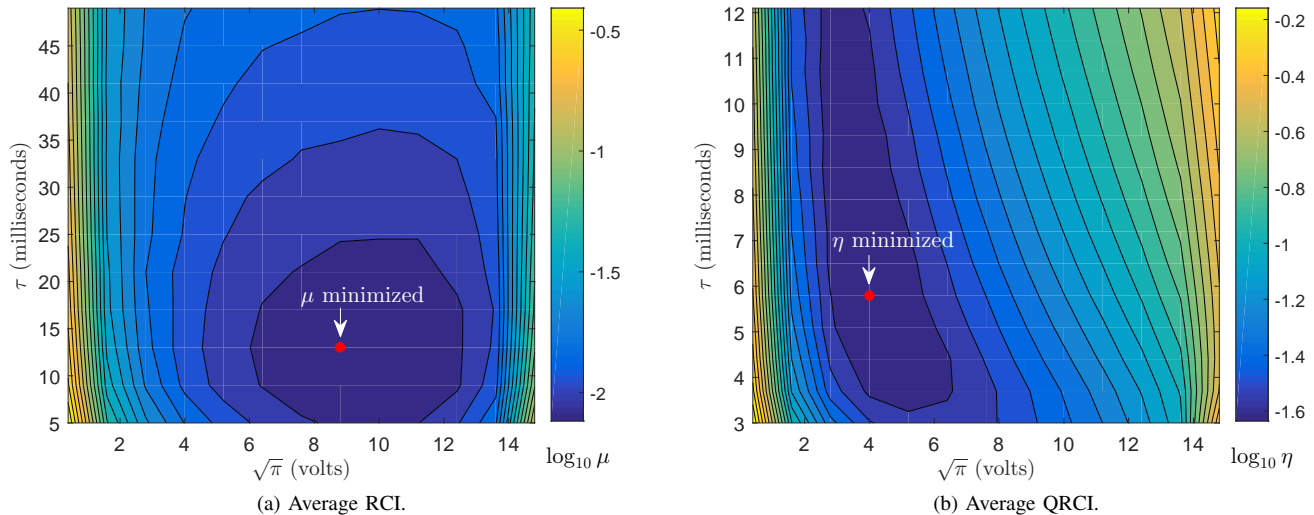 45
40
35
30
25
20
15
10
5
τ (milliseconds)
μ minimized
2 4 6 8 10 12 14
√π (volts)
-0.5
-1
-1.5
-2
log₁₀ μ
(a) Average RCI.
12
11
10
9
8
7
6
5
4
3
τ (milliseconds)
η minimized
2 4 6 8 10 12 14
√π (volts)
-0.2
-0.4
-0.6
-0.8
-1
-1.2
-1.4
-1.6
log₁₀ η
(b) Average QRCI.